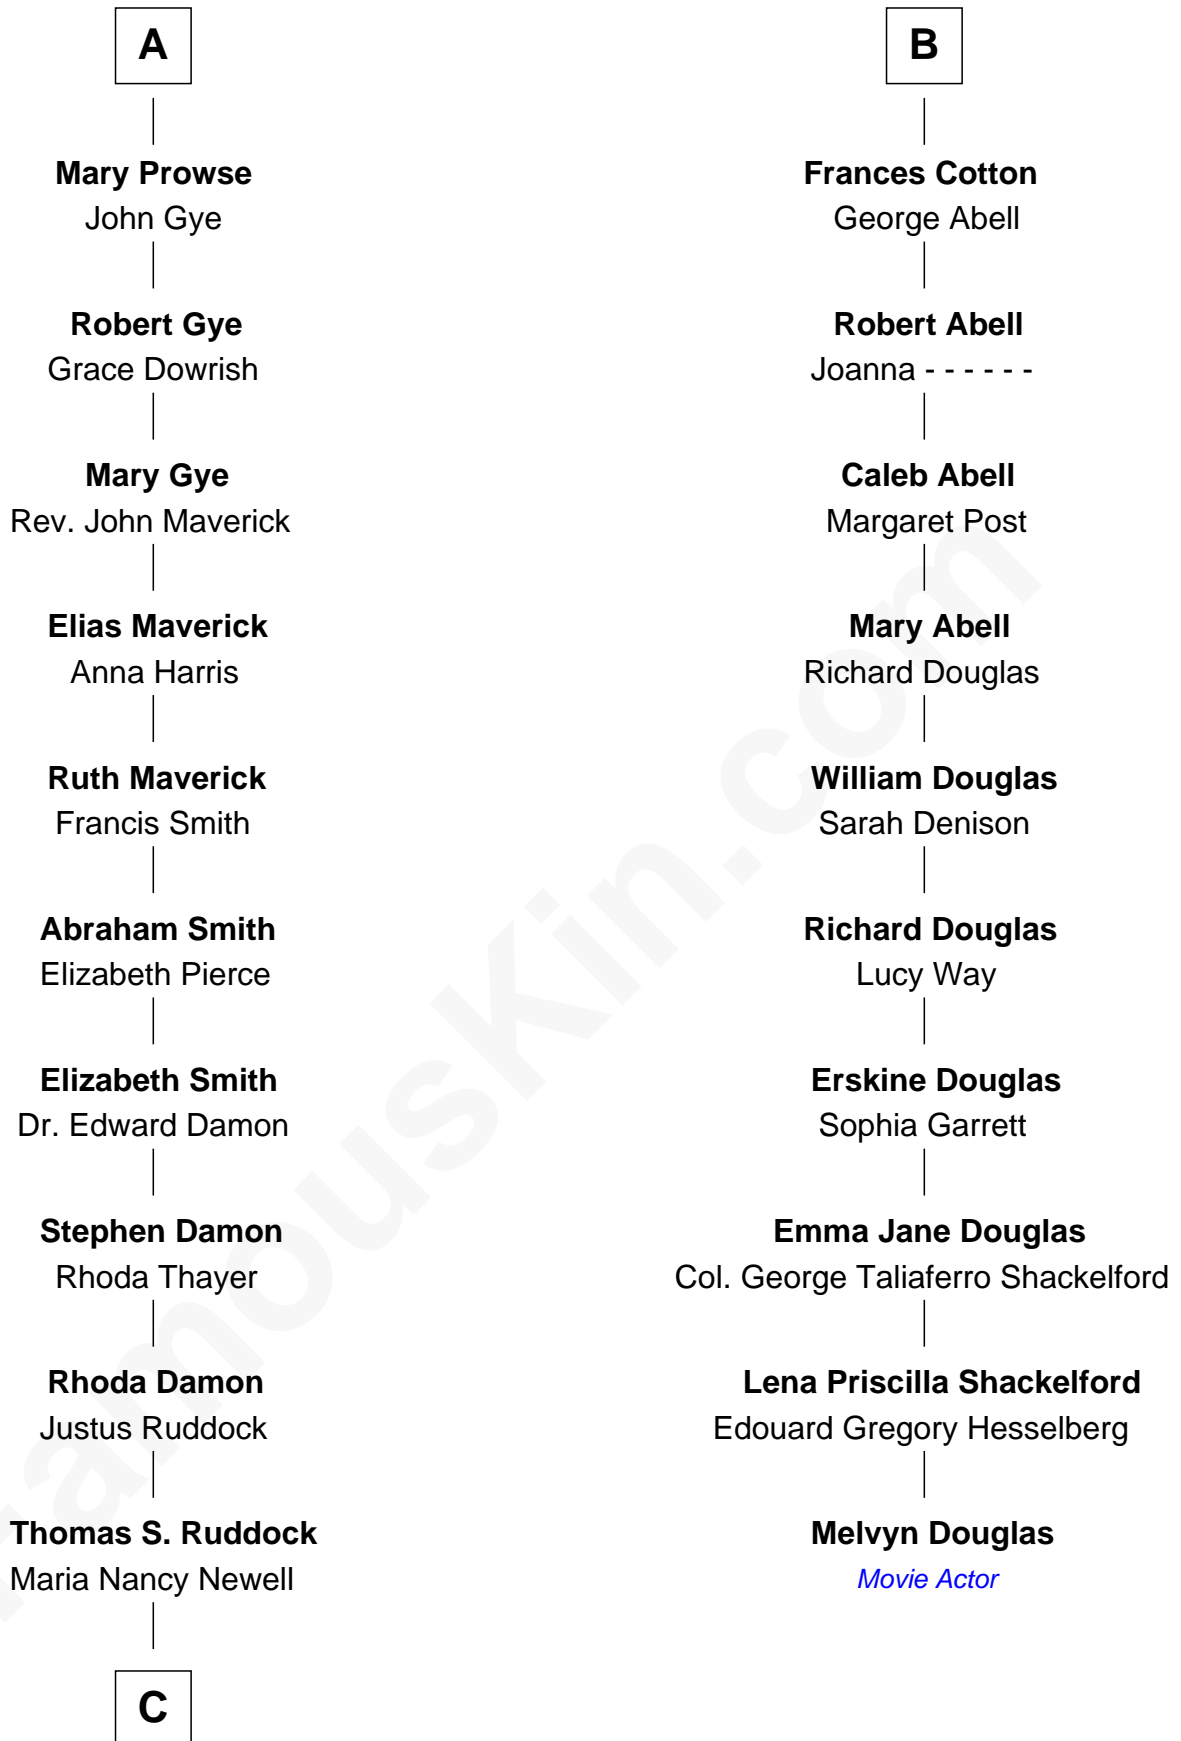 A
Mary Prowse
John Gye
Robert Gye
Grace Dowrish
Mary Gye
Rev. John Maverick
Elias Maverick
Anna Harris
Ruth Maverick
Francis Smith
Abraham Smith
Elizabeth Pierce
Elizabeth Smith
Dr. Edward Damon
Stephen Damon
Rhoda Thayer
Rhoda Damon
Justus Ruddock
Thomas S. Ruddock
Maria Nancy Newell
C
B
Frances Cotton
George Abell
Robert Abell
Joanna - - - - - -
Caleb Abell
Margaret Post
Mary Abell
Richard Douglas
William Douglas
Sarah Denison
Richard Douglas
Lucy Way
Erskine Douglas
Sophia Garrett
Emma Jane Douglas
Col. George Taliaferro Shackelford
Lena Priscilla Shackelford
Edouard Gregory Hesselberg
Melvyn Douglas
Movie Actor
FamousKin.com